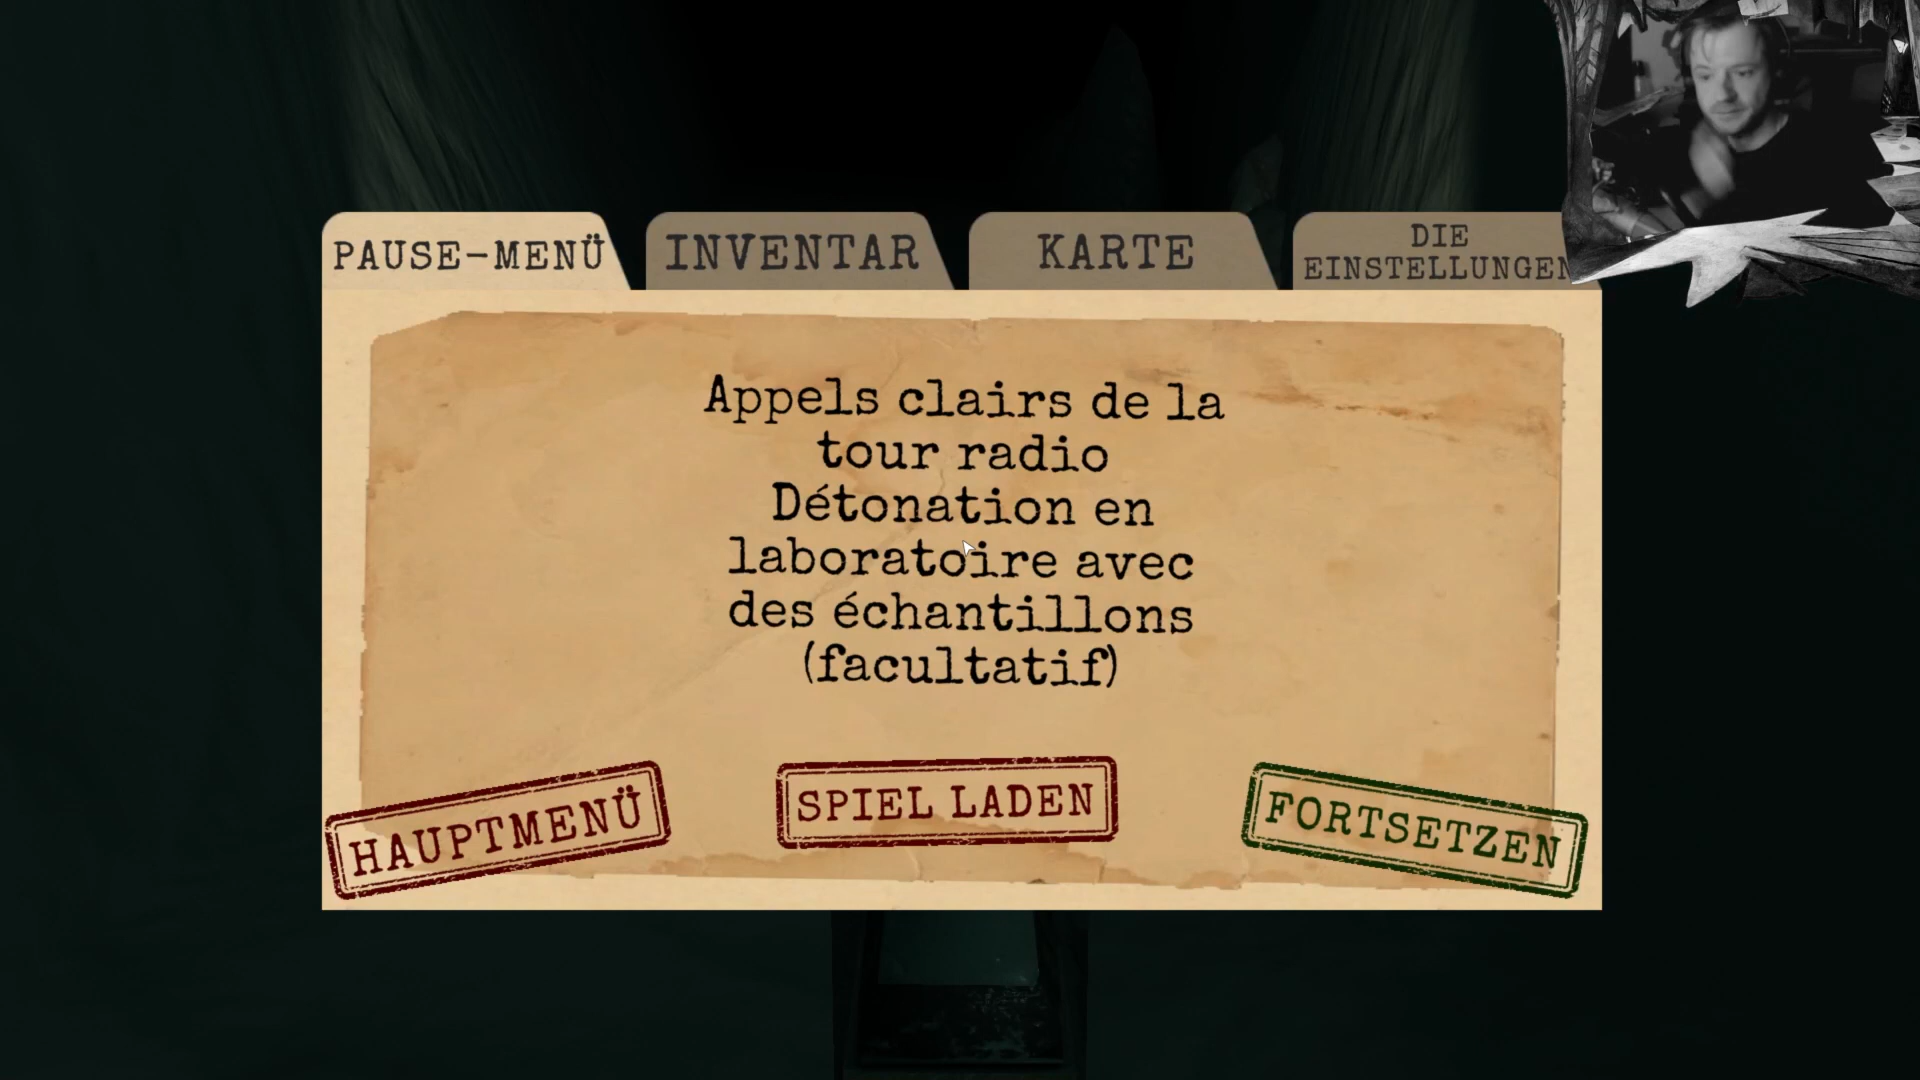 PAUSE-MENÜ
INVENTAR
KARTE
DIE
EINSTELLUNGEN
Appels clairs de la
tour radio
Détonation en
laboratoire avec
des échantillons
(facultatif)
HAUPTMENÜ
SPIEL LADEN
FORTSETZEN